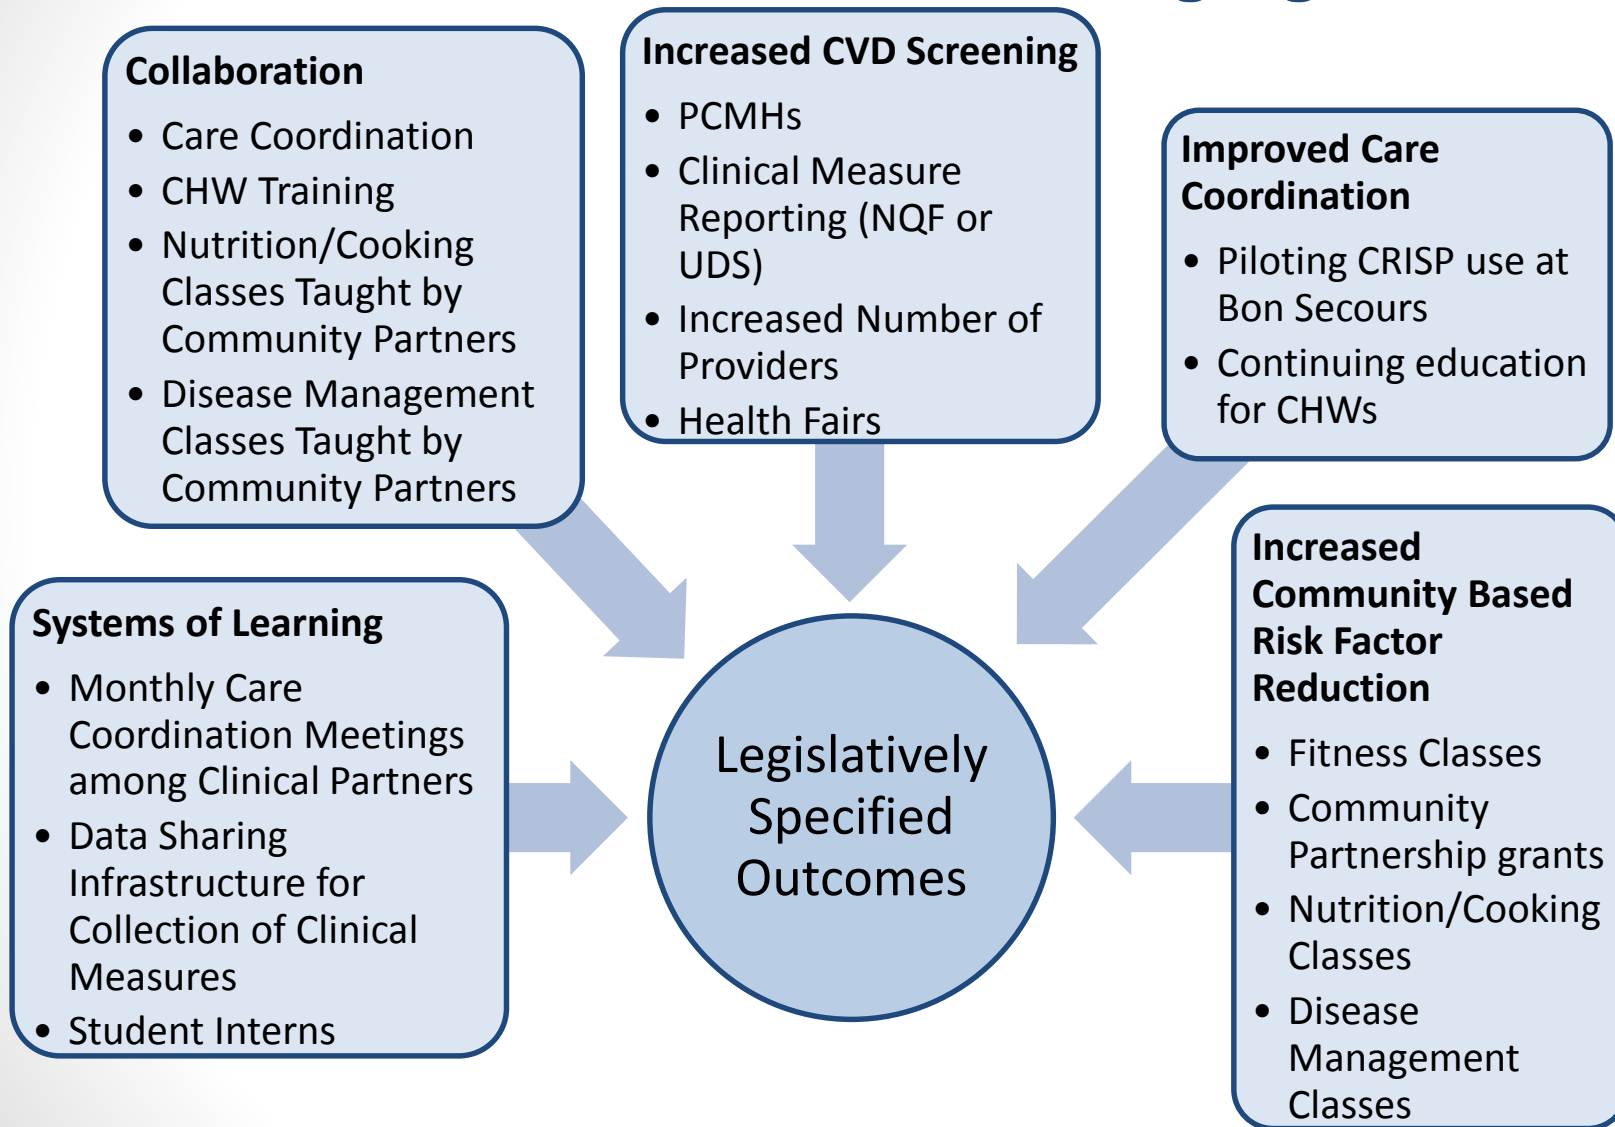 Collaboration
• Care Coordination
• CHW Training
• Nutrition/Cooking
Classes Taught by
Community Partners
• Disease Management
Classes Taught by
Community Partners
Increased CVD Screening
• PCMHs
• Clinical Measure
Reporting (NQF or
UDS)
• Increased Number of
Providers
• Health Fairs
Improved Care
Coordination
• Piloting CRISP use at
Bon Secours
• Continuing education
for CHWs
Systems of Learning
• Monthly Care
Coordination Meetings
among Clinical Partners
• Data Sharing
Infrastructure for
Collection of Clinical
Measures
• Student Interns
Legislatively
Specified
Outcomes
Increased
Community Based
Risk Factor
Reduction
• Fitness Classes
• Community
Partnership grants
• Nutrition/Cooking
Classes
• Disease
Management
Classes